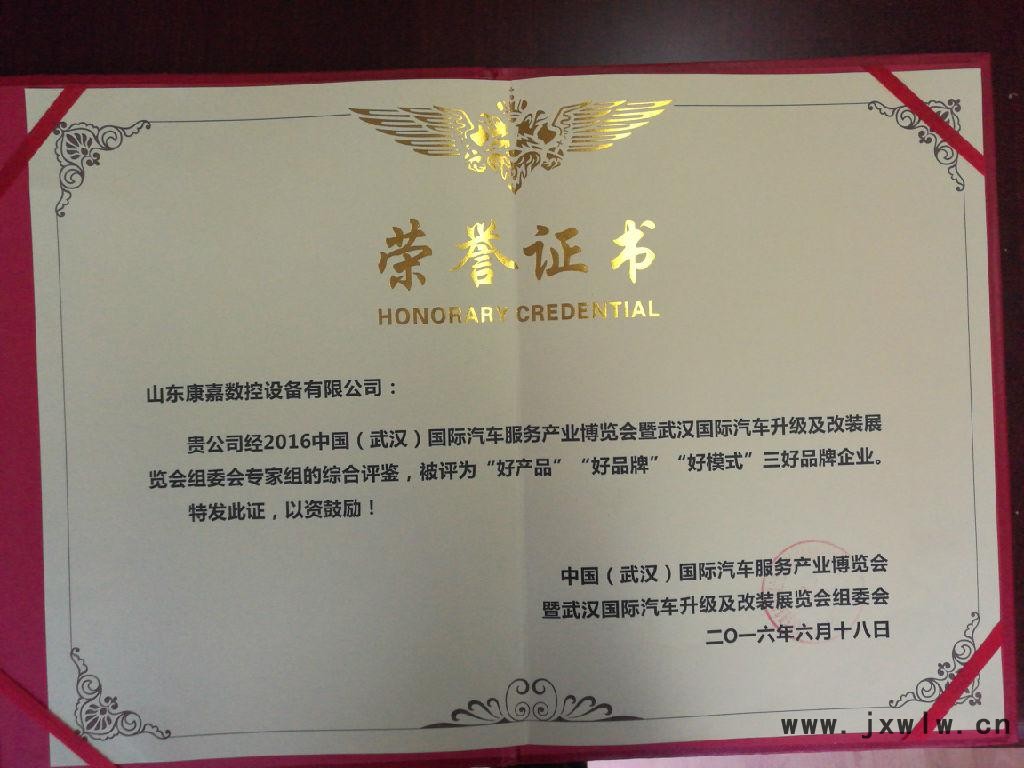 荣誉证书
HONORARY CREDENTIAL
山东康嘉数控设备有限公司：
贵公司经2016中国（武汉）国际汽车服务产业博览会暨武汉国际汽车升级及改装展
览会组委会专家组的综合评鉴，被评为“好产品”“好品牌”“好模式”三好品牌企业。
特发此证，以资鼓励！
中国（武汉）国际汽车服务产业博览会
暨武汉国际汽车升级及改装展览会组委会
二〇一六年六月十八日
www.jxwlw.cn